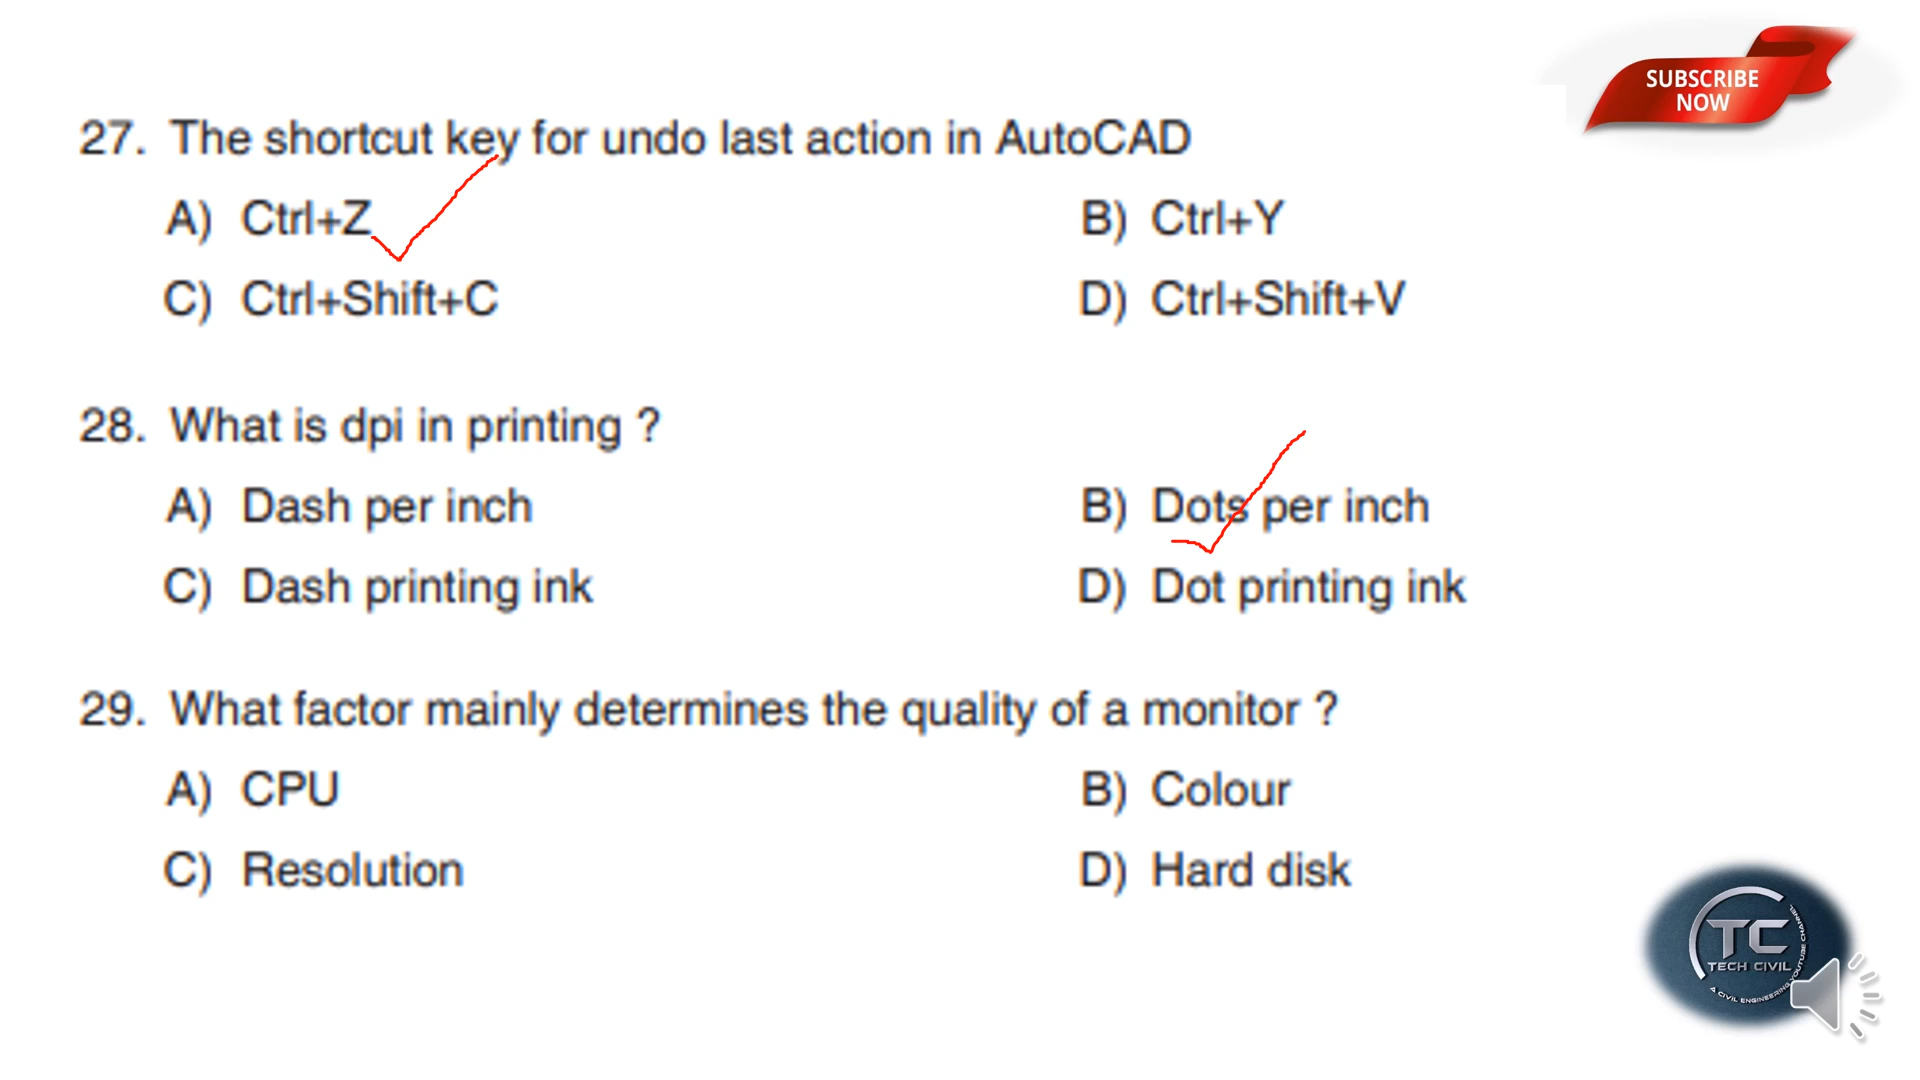 SUBSCRIBE
NOW
27. The shortcut key for undo last action in AutoCAD
A) Ctrl+Z
B) Ctrl+Y
C) Ctrl+Shift+C
D) Ctrl+Shift+V
28. What is dpi in printing ?
A) Dash per inch
B) Dots per inch
C) Dash printing ink
D) Dot printing ink
29. What factor mainly determines the quality of a monitor ?
A) CPU
B) Colour
C) Resolution
D) Hard disk
TC
TECH CIVIL
A CIVIL ENGINEERING YOUTUBE CHANNEL